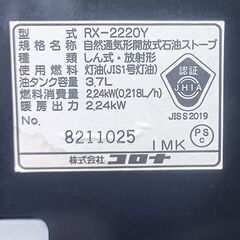 型式 RX-2220Y
規格名称 自然通気形開放式石油ストーブ
種類 しん式・放射形
使用燃料 灯油(JIS1号灯油)
油タンク容量 3.7L
燃料消費量 2.24kW(0.218L/h)
暖房出力 2.24kW
認証
JHIA
JIS S 2019
No.
8211025
1MK
PS
C
株式会社 コロナ